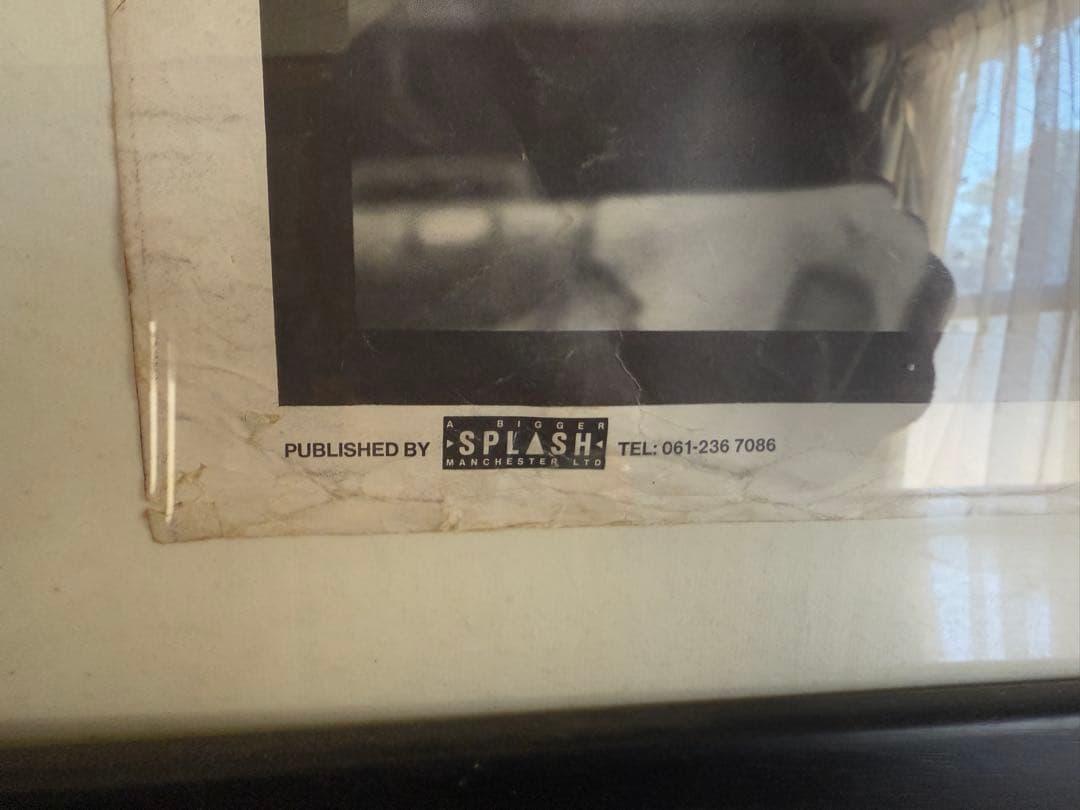 PUBLISHED BY A BIGGER SPLASH MANCHESTER LTD TEL: 061-236 7086